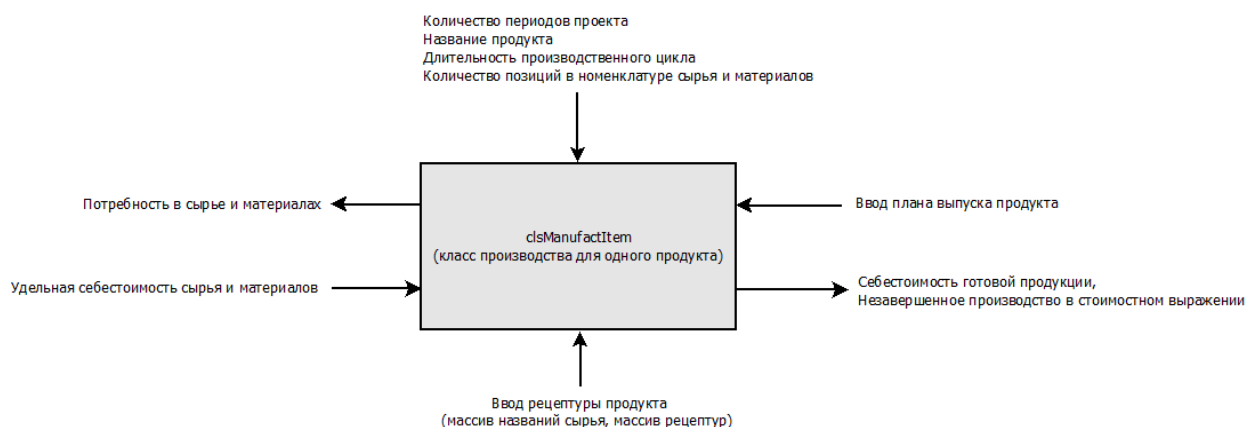 Количество периодов проекта
Название продукта
Длительность производственного цикла
Количество позиций в номенклатуре сырья и материалов
Потребность в сырье и материалах
Ввод плана выпуска продукта
clsManufactItem
(класс производства для одного продукта)
Удельная себестоимость сырья и материалов
Себестоимость готовой продукции,
Незавершенное производство в стоимостном выражении
Ввод рецептуры продукта
(массив названий сырья, массив рецептур)